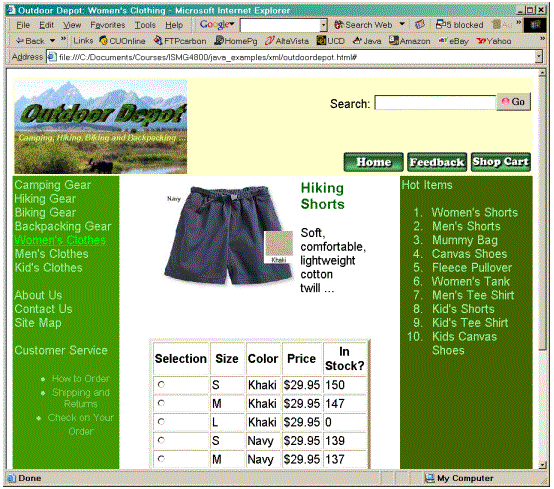 Outdoor Depot: Women's Clothing - Microsoft Internet Explorer
File Edit View Favorites Tools Help Google Search Web 5 blocked
Back Links CUOnline FTPcarbon HomePg AltaVista UCD Java Amazon eBay Yahoo
Address file:///C:/Documents/Courses/ISMG4800/java_examples/xml/outdoordepot.html#
Outdoor Depot
Camping, Hiking, Biking and Backpacking ...
Search: Go
Home Feedback Shop Cart
Camping Gear
Hiking Gear
Biking Gear
Backpacking Gear
Women's Clothes
Men's Clothes
Kid's Clothes
About Us
Contact Us
Site Map
Customer Service
How to Order
Shipping and
Returns
Check on Your
Order
Navy
Khaki
Hiking
Shorts
Soft,
comfortable,
lightweight
cotton
twill ...
Selection Size Color Price In
Stock?
S Khaki $29.95 150
M Khaki $29.95 147
L Khaki $29.95 0
S Navy $29.95 139
M Navy $29.95 137
Hot Items
1. Women's Shorts
2. Men's Shorts
3. Mummy Bag
4. Canvas Shoes
5. Fleece Pullover
6. Women's Tank
7. Men's Tee Shirt
8. Kid's Shorts
9. Kid's Tee Shirt
10. Kids Canvas
Shoes
Done My Computer